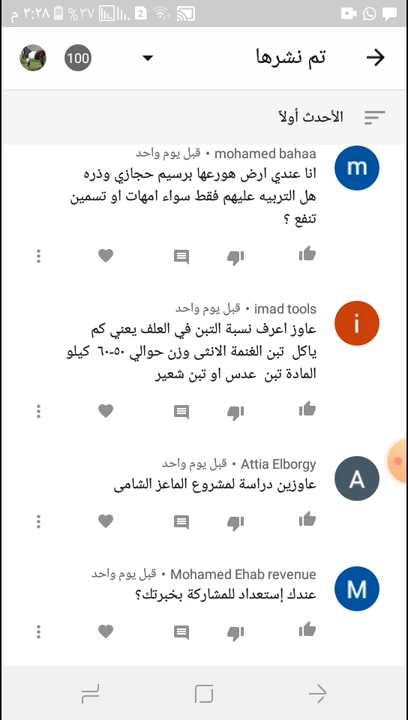 ٣:٢٨ م %٣٧ 2
تم نشرها
100
الأحدث أولاً
mohamed bahaa • قبل يوم واحد
m
انا عندي ارض هورعها برسيم حجازي وذره
هل التربيه عليهم فقط سواء امهات او تسمين
تنفع ؟
imad tools • قبل يوم واحد
i
عاوز اعرف نسبة التبن في العلف يعني كم
ياكل تبن الغنمة الانثى وزن حوالي ٥٠-٦٠ كيلو
المادة تبن عدس او تبن شعير
Attia Elborgy • قبل يوم واحد
A
عاوزين دراسة لمشروع الماعز الشامى
Mohamed Ehab revenue • قبل يوم واحد
M
عندك إستعداد للمشاركة بخبرتك؟